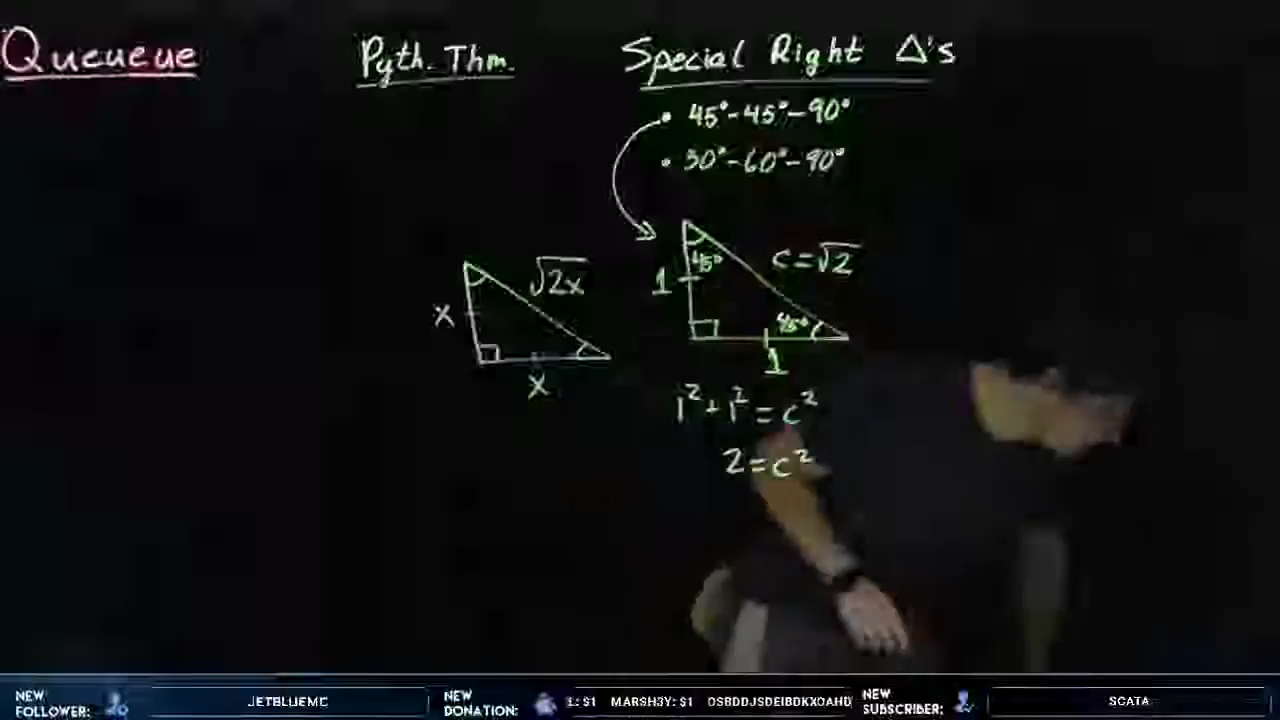 Queueue
Pyth. Thm.
Special Right Δ's
• 45°-45°-90°
• 30°-60°-90°
x
√2x
x
1
45°
c=√2
45°
1
1²+1²=c²
2=c²
NEW FOLLOWER:
JETBLUEMC
NEW DONATION:
L: $1 MARSH3Y: $1
NEW SUBSCRIBER:
SCATA